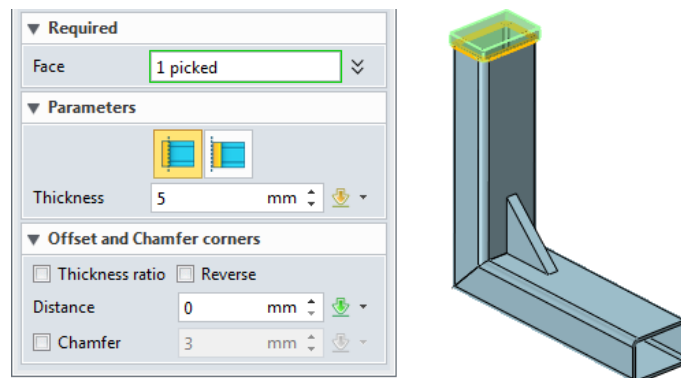 Required
Face 1 picked
Parameters
Thickness 5 mm
Offset and Chamfer corners
Thickness ratio Reverse
Distance 0 mm
Chamfer 3 mm